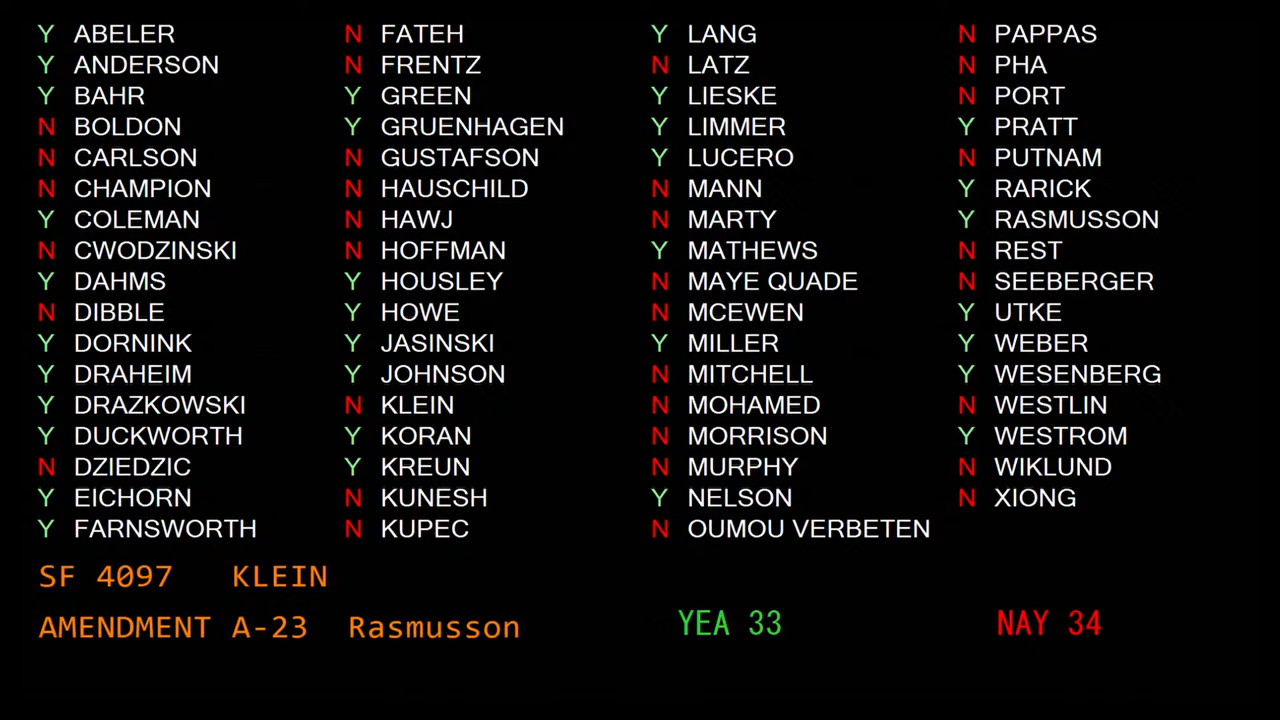 Y ABELER N FATEH Y LANG N PAPPAS
Y ANDERSON N FRENTZ N LATZ N PHA
Y BAHR Y GREEN Y LIESKE N PORT
N BOLDON Y GRUENHAGEN Y LIMMER Y PRATT
N CARLSON N GUSTAFSON Y LUCERO N PUTNAM
N CHAMPION N HAUSCHILD N MANN Y RARICK
Y COLEMAN N HAWJ N MARTY Y RASMUSSON
N CWODZINSKI N HOFFMAN Y MATHEWS N REST
Y DAHMS Y HOUSLEY N MAYE QUADE N SEEBERGER
N DIBBLE Y HOWE N MCEWEN Y UTKE
Y DORNINK Y JASINSKI Y MILLER Y WEBER
Y DRAHEIM Y JOHNSON N MITCHELL Y WESENBERG
Y DRAZKOWSKI N KLEIN N MOHAMED N WESTLIN
Y DUCKWORTH Y KORAN N MORRISON Y WESTROM
N DZIEDZIC Y KREUN N MURPHY N WIKLUND
Y EICHORN N KUNESH Y NELSON N XIONG
Y FARNSWORTH N KUPEC N OUMOU VERBETEN
SF 4097 KLEIN
AMENDMENT A-23 Rasmusson YEA 33 NAY 34